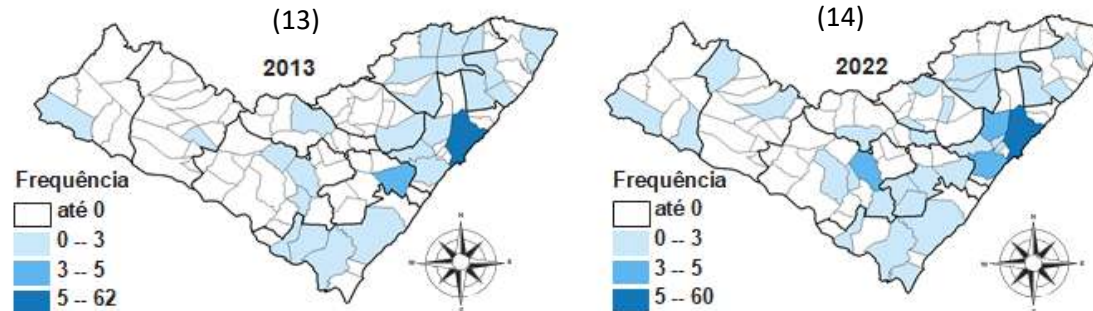 (13)
2013
Frequência
até 0
0 -- 3
3 -- 5
5 -- 62
(14)
2022
Frequência
até 0
0 -- 3
3 -- 5
5 -- 60